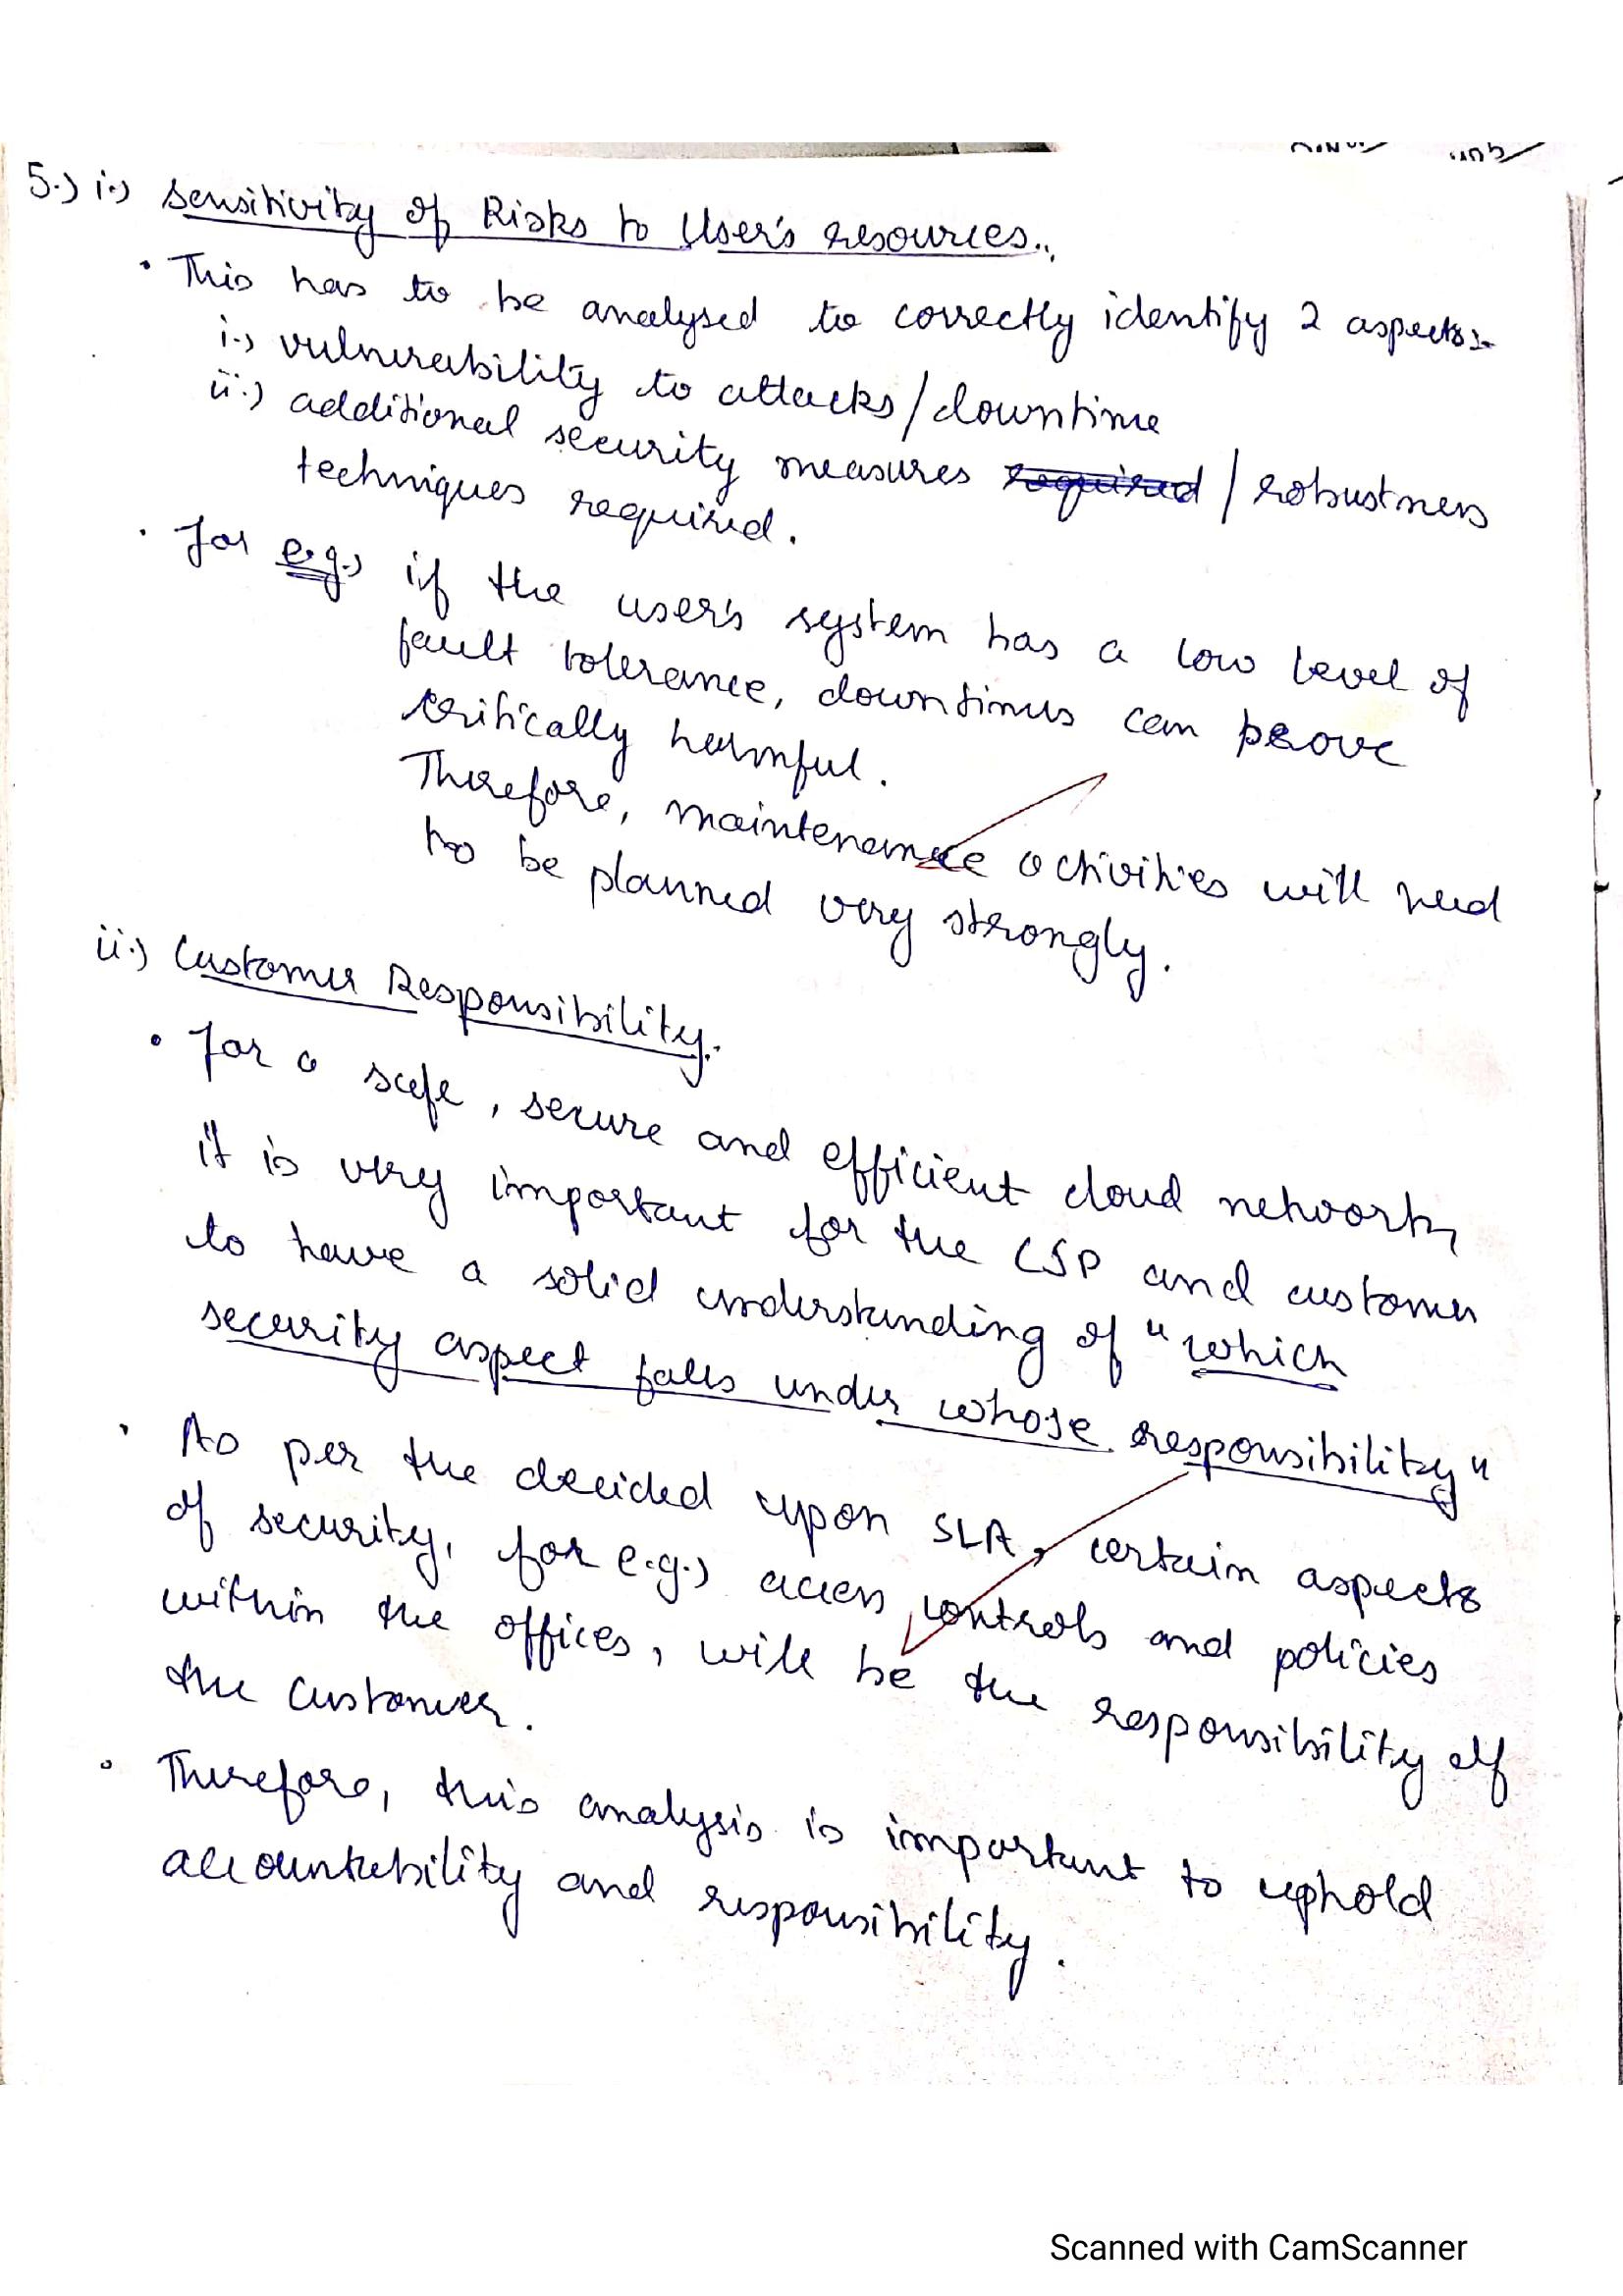 5.) i.) Sensitivity of Risks to User's resources..
• This has to be analysed to correctly identify 2 aspects:-
i.) vulnerability to attacks/downtime
ii.) additional security measures required / robustness
techniques required.
• for e.g.) if the user's system has a low level of
fault tolerance, downtimes can prove
critically harmful.
Therefore, maintenance activities will need
to be planned very strongly.
ii.) Customer Responsibility.
• for a safe, secure and efficient cloud network,
it is very important for the CSP and customer
to have a solid understanding of "which
security aspect falls under whose responsibility"
• As per the decided upon SLA, certain aspects
of security, for e.g.) access controls and policies
within the offices, will be the responsibility of
the customer.
• Therefore, this analysis is important to uphold
accountability and responsibility.
Scanned with CamScanner